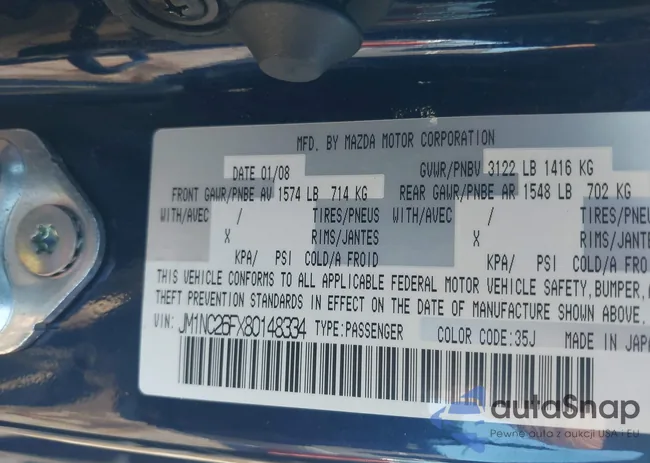 MFD. BY MAZDA MOTOR CORPORATION
DATE 01/08 GVWR/PNBV 3122 LB 1416 KG
FRONT GAWR/PNBE AV 1574 LB 714 KG REAR GAWR/PNBE AR 1548 LB 702 KG
WITH/AVEC / TIRES/PNEUS WITH/AVEC / TIRES/PNEU
X RIMS/JANTES X RIMS/JANTE
KPA/ PSI COLD/A FROID KPA/ PSI COLD/A FROI
THIS VEHICLE CONFORMS TO ALL APPLICABLE FEDERAL MOTOR VEHICLE SAFETY, BUMPER,
THEFT PREVENTION STANDARDS IN EFFECT ON THE DATE OF MANUFACTURE SHOWN ABOVE.
VIN: JM1NC26FX80148334 TYPE:PASSENGER COLOR CODE:35J MADE IN JAPA
autaSnap
Pewne auta z aukcji USA i EU